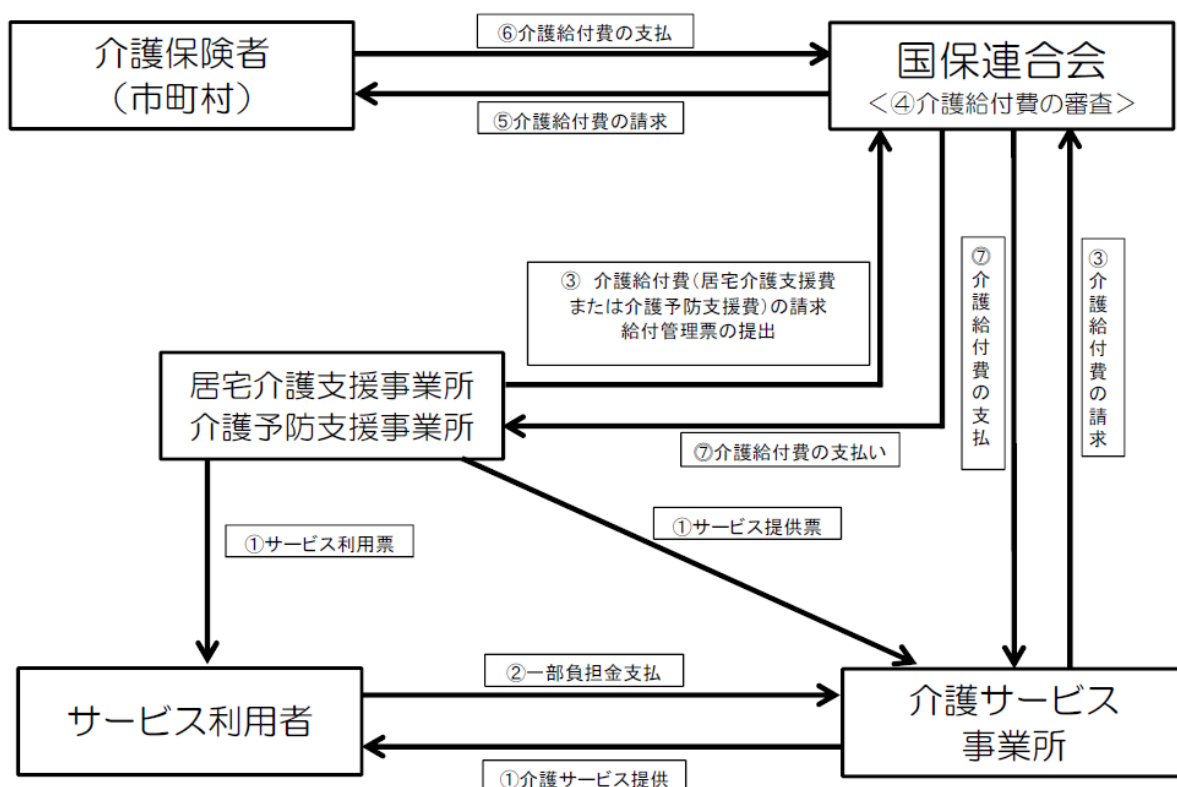 ⑥介護給付費の支払
介護保険者
（市町村）
国保連合会
＜④介護給付費の審査＞
⑤介護給付費の請求
③　介護給付費（居宅介護支援費
または介護予防支援費）の請求
給付管理票の提出
⑦介護給付費の支払
③介護給付費の請求
居宅介護支援事業所
介護予防支援事業所
⑦介護給付費の支払い
①サービス利用票
①サービス提供票
②一部負担金支払
サービス利用者
介護サービス
事業所
①介護サービス提供